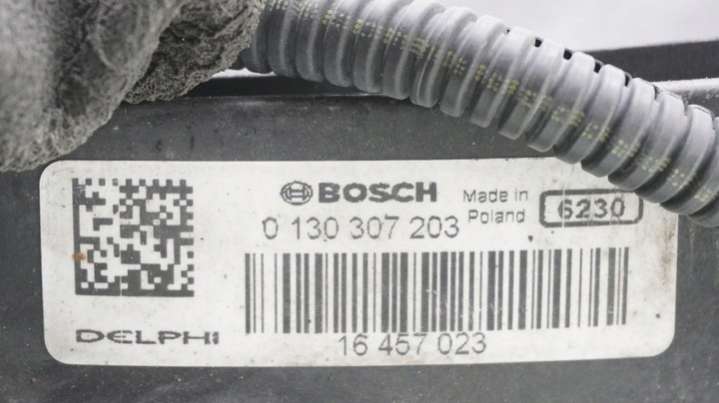 BOSCH
0 130 307 203
Made in
Poland
6230
DELPHI
16 457 023